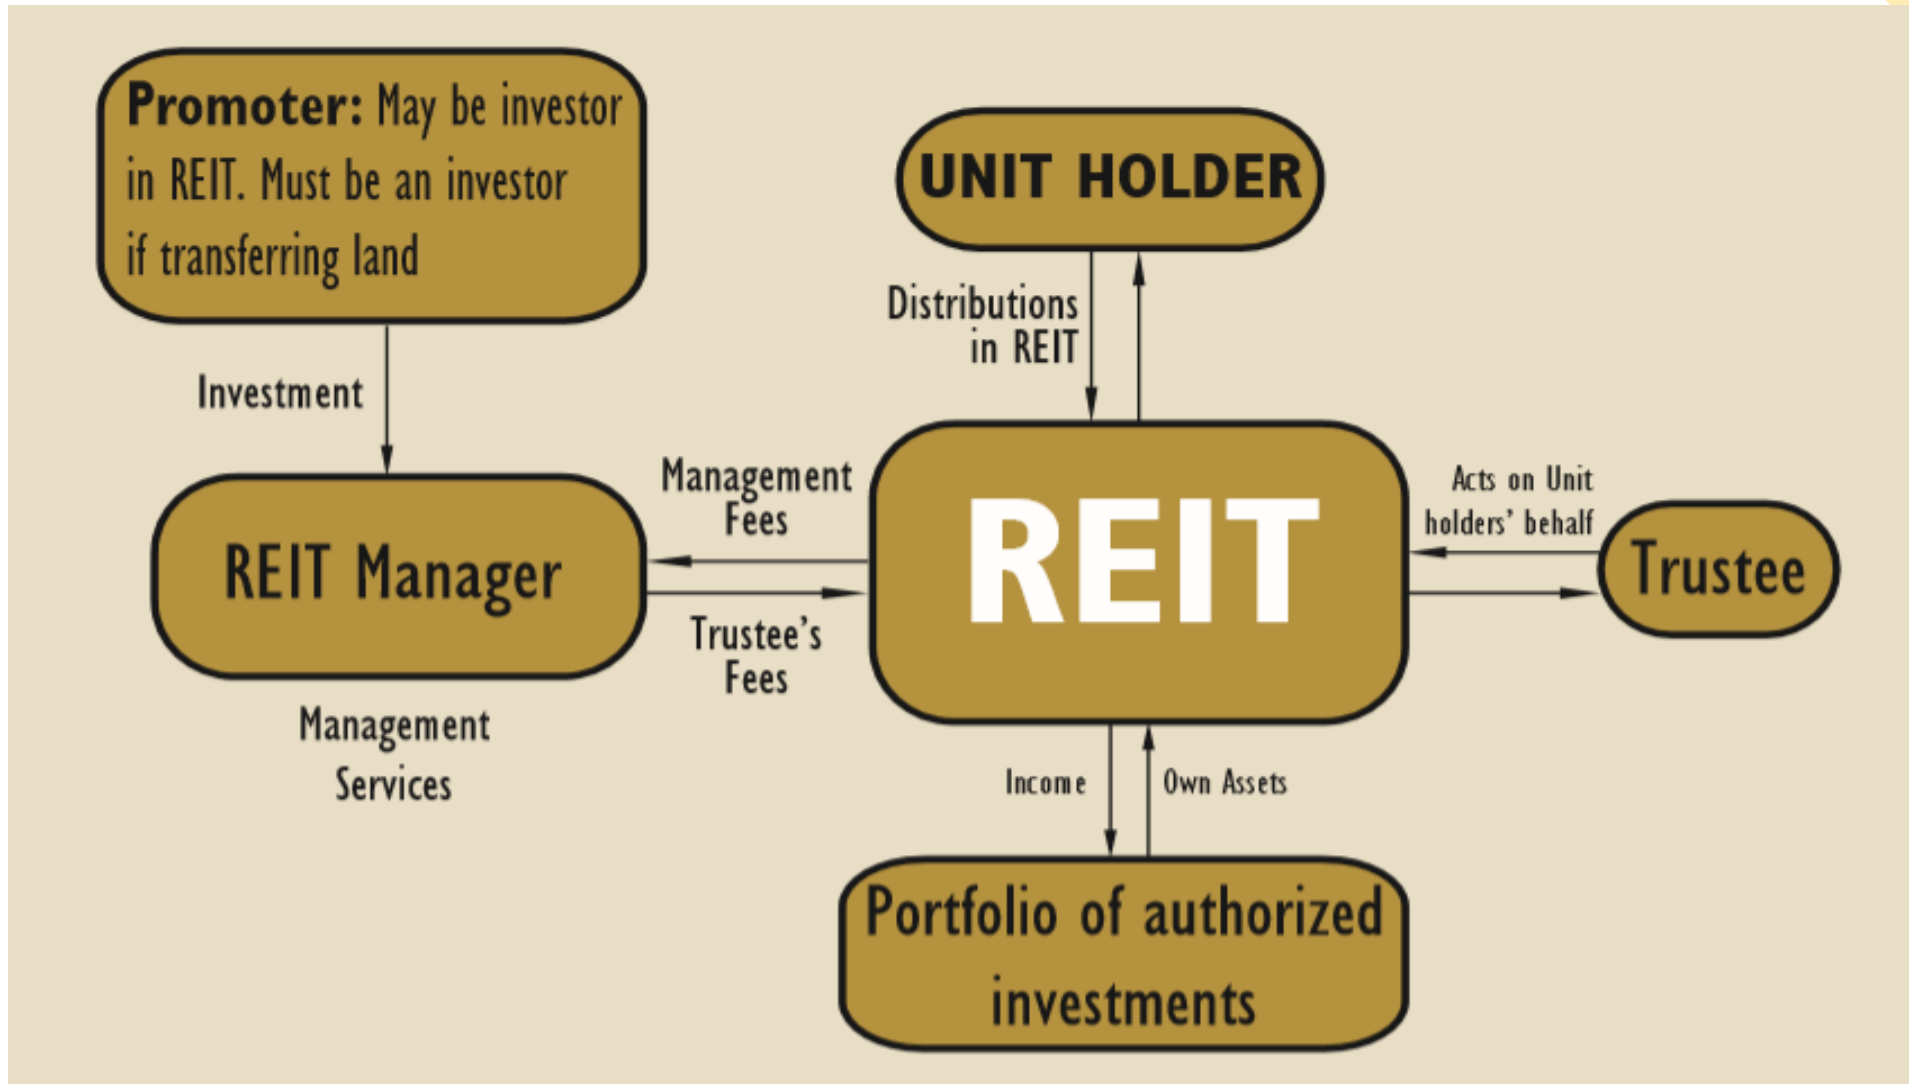 Promoter: May be investor
in REIT. Must be an investor
if transferring land
UNIT HOLDER
Distributions
in REIT
Investment
Management
Fees
REIT
Acts on Unit
holders' behalf
Trustee
REIT Manager
Trustee's
Fees
Management
Services
Income
Own Assets
Portfolio of authorized
investments